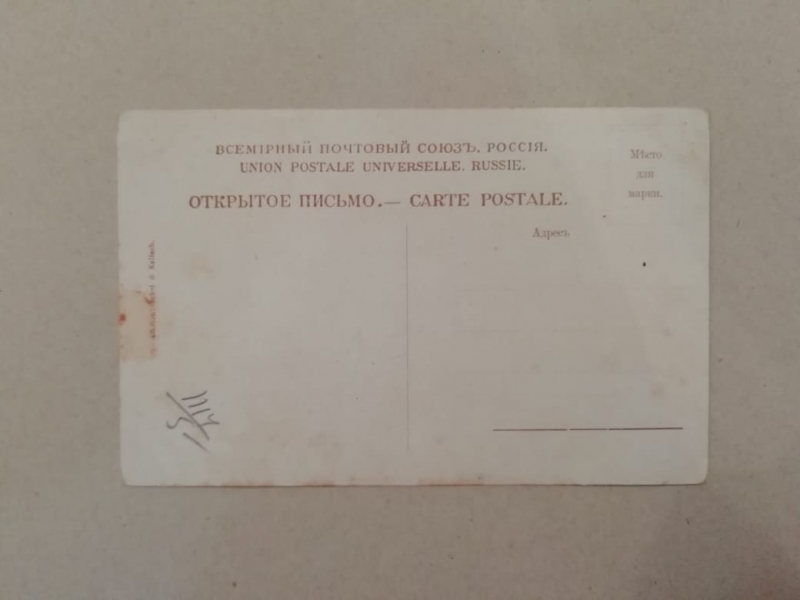 ВСЕМІРНЫЙ ПОЧТОВЫЙ СОЮЗЪ. РОССІЯ.
UNION POSTALE UNIVERSELLE. RUSSIE.
ОТКРЫТОЕ ПИСЬМО.— CARTE POSTALE.
Мѣсто
для
марки.
Адресъ